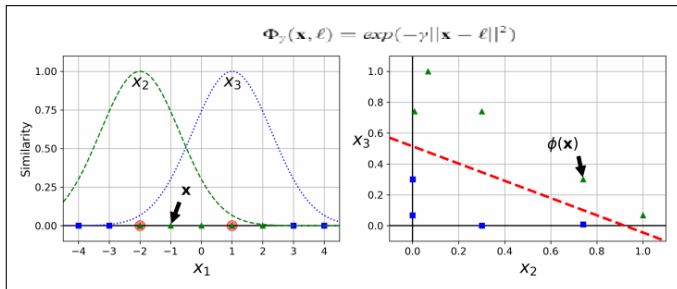 Φγ(x, ℓ) = exp(−γ||x − ℓ||²)
x₂ x₃
x
Similarity
1.00
0.75
0.50
0.25
0.00
−4 −3 −2 −1 0 1 2 3 4
x₁
x₃
ϕ(x)
1.0
0.8
0.6
0.4
0.2
0.0
0.0 0.2 0.4 0.6 0.8 1.0
x₂